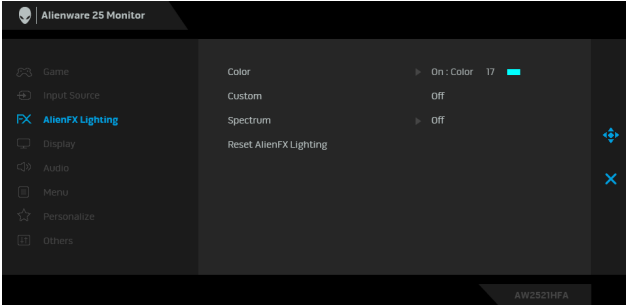 Alienware 25 Monitor
Game
Input Source
FX AlienFX Lighting
Display
Audio
Menu
Personalize
Others
Color On : Color 17
Custom Off
Spectrum Off
Reset AlienFX Lighting
AW2521HFA